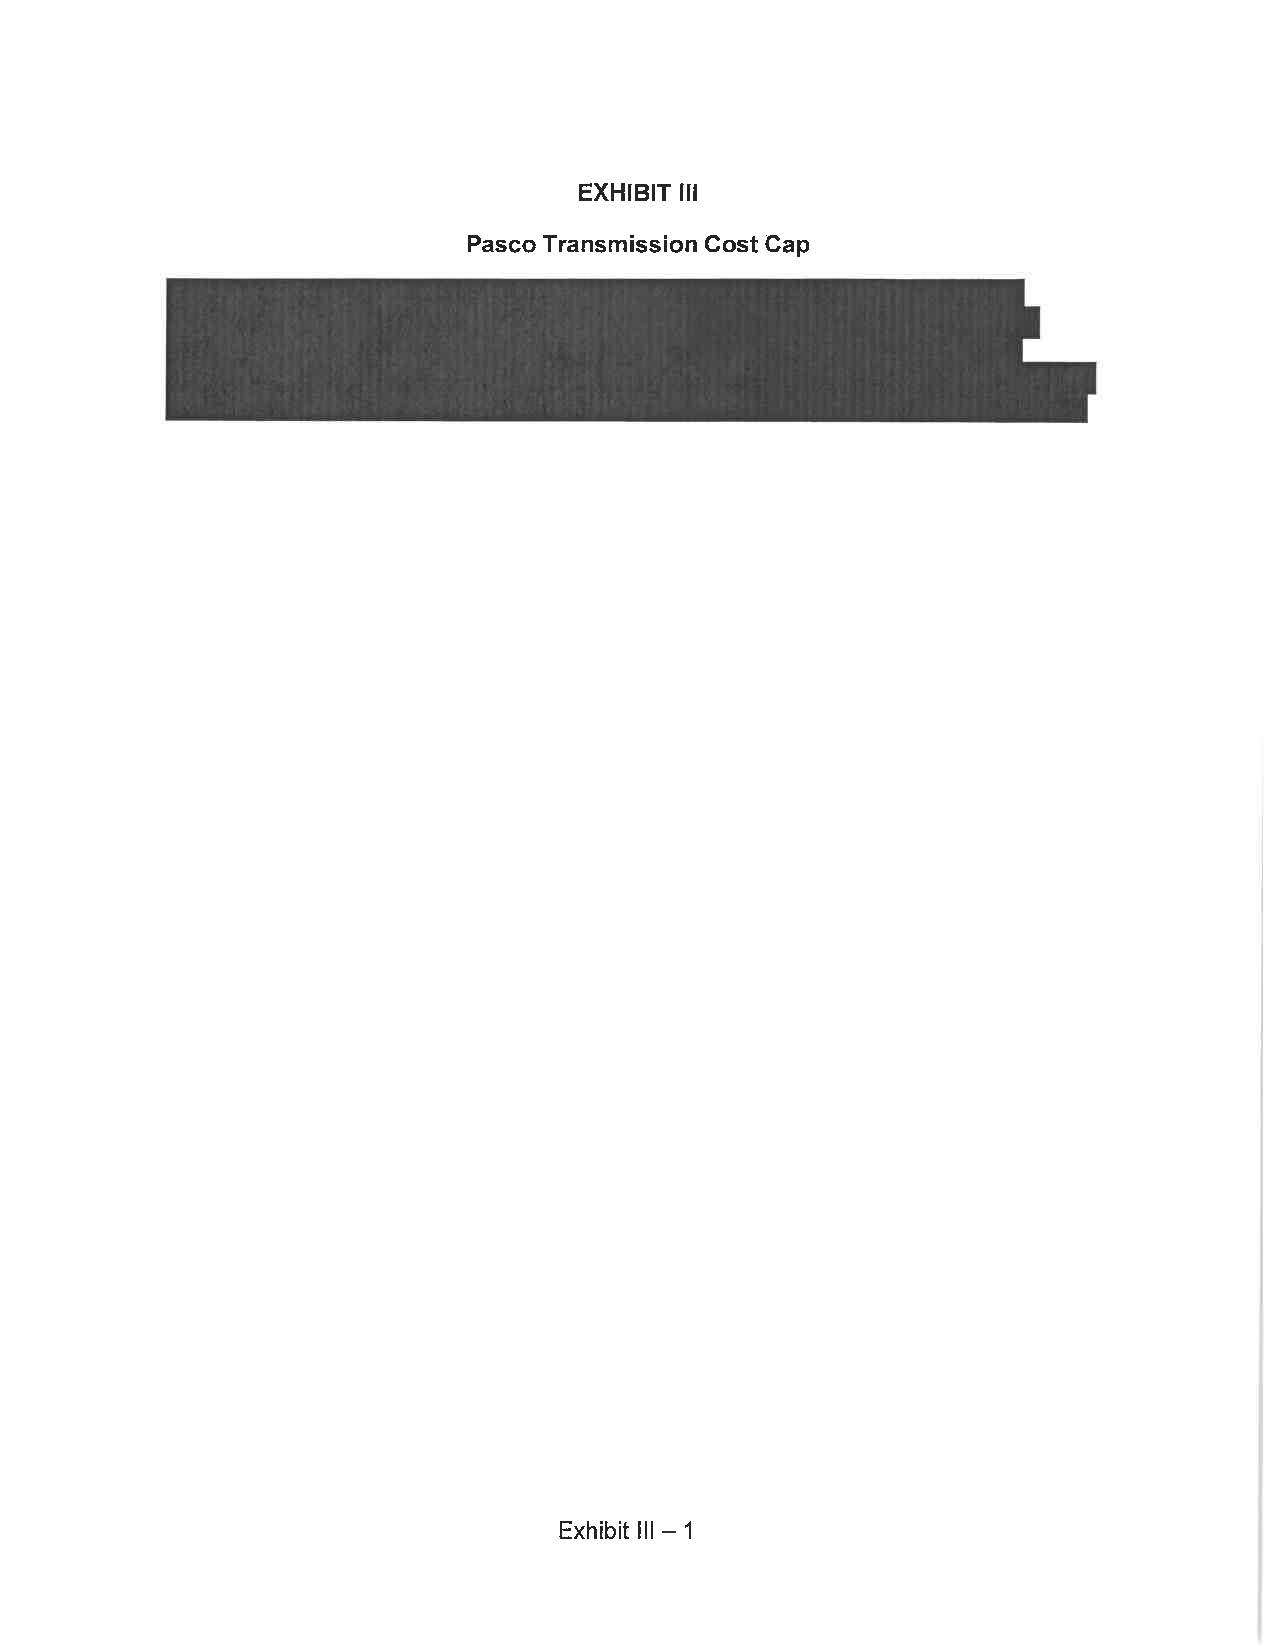 EXHIBIT III
Pasco Transmission Cost Cap
Exhibit III – 1